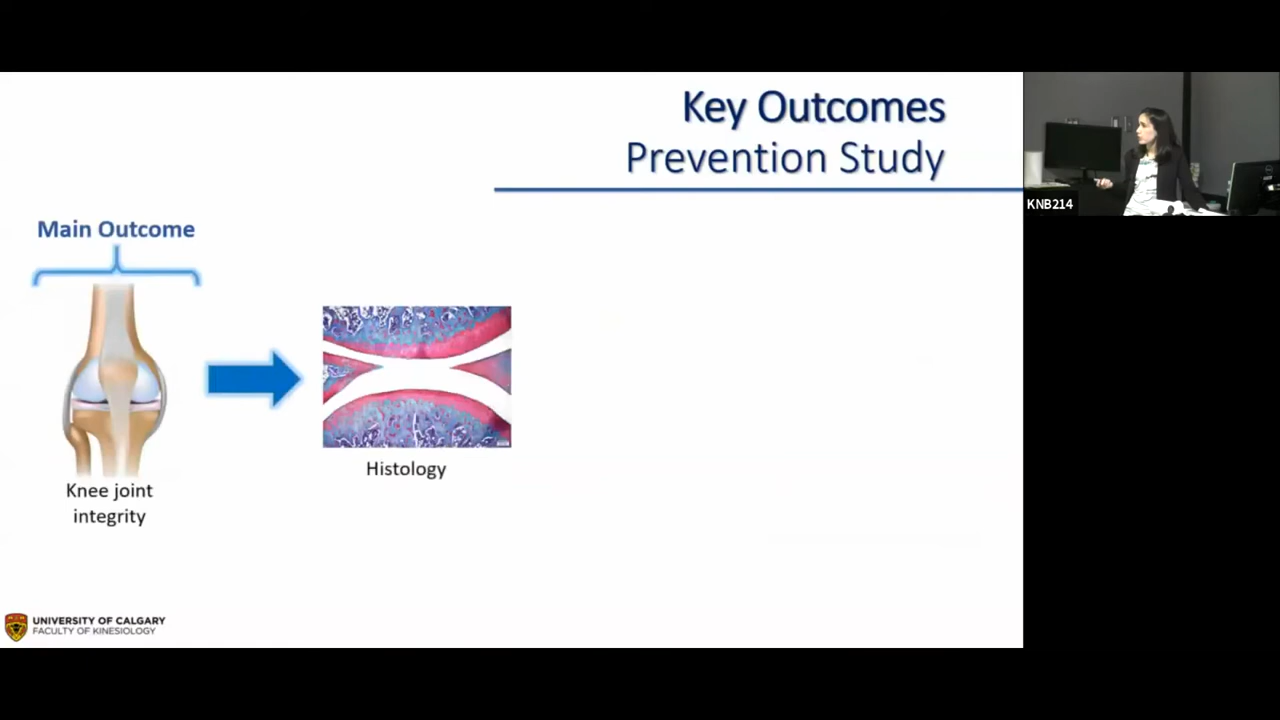 Key Outcomes
Prevention Study
KNB214
Main Outcome
Histology
Knee joint
integrity
UNIVERSITY OF CALGARY
FACULTY OF KINESIOLOGY